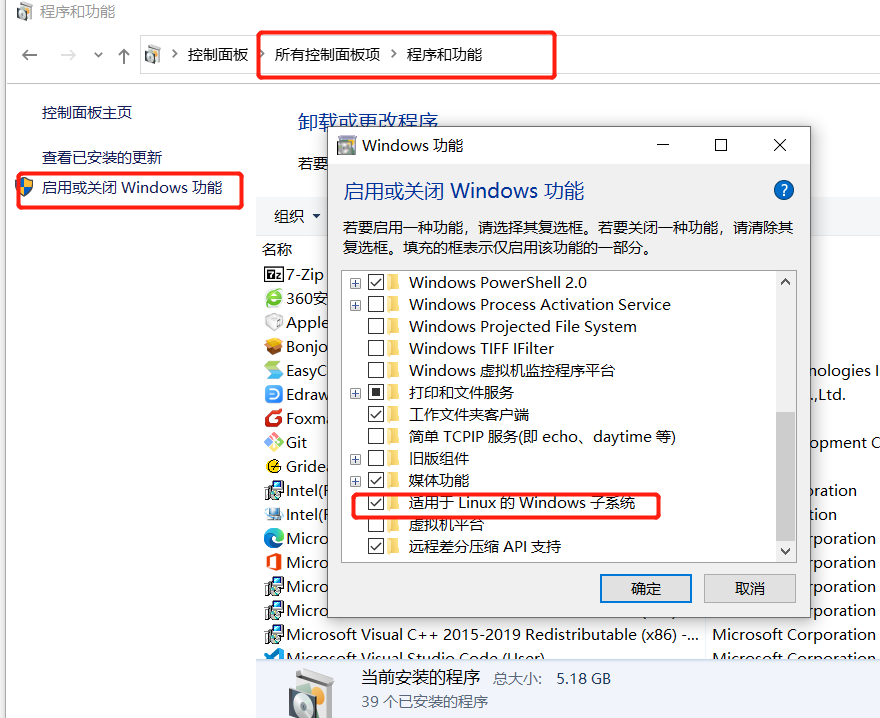 程序和功能
控制面板 所有控制面板项 程序和功能
控制面板主页
查看已安装的更新
启用或关闭 Windows 功能
卸载或更改程序
若要
组织
名称
7-Zip
360安
Apple
Bonjo
EasyC
Edraw
Foxma
Git
Gridea
Intel(R
Intel(R
Micro
Micro
Micro
Micro
Microsoft Visual C++ 2015-2019 Redistributable (x86) -... Microsoft Corporation
Microsoft Visual Studio Code (User) Microsoft Corporation
nologies I
.,Ltd.
opment C
oration
tion
rporation
rporation
rporation
rporation
Windows 功能
启用或关闭 Windows 功能
若要启用一种功能，请选择其复选框。若要关闭一种功能，请清除其
复选框。填充的框表示仅启用该功能的一部分。
Windows PowerShell 2.0
Windows Process Activation Service
Windows Projected File System
Windows TIFF IFilter
Windows 虚拟机监控程序平台
打印和文件服务
工作文件夹客户端
简单 TCPIP 服务(即 echo、daytime 等)
旧版组件
媒体功能
适用于 Linux 的 Windows 子系统
虚拟机平台
远程差分压缩 API 支持
确定 取消
当前安装的程序 总大小: 5.18 GB
39 个已安装的程序